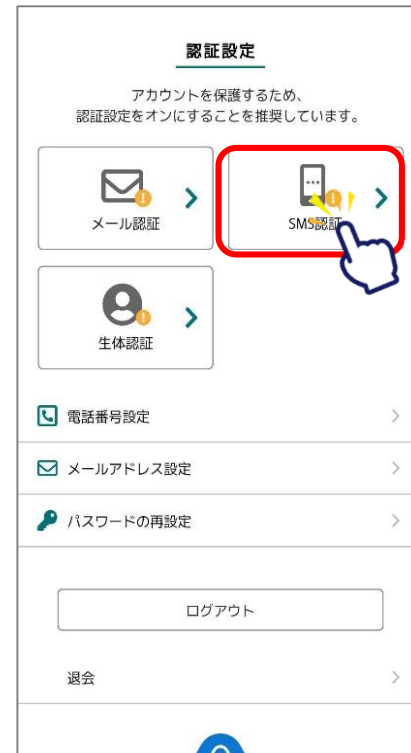 認証設定
アカウントを保護するため、
認証設定をオンにすることを推奨しています。
メール認証
SMS認証
生体認証
電話番号設定
メールアドレス設定
パスワードの再設定
ログアウト
退会